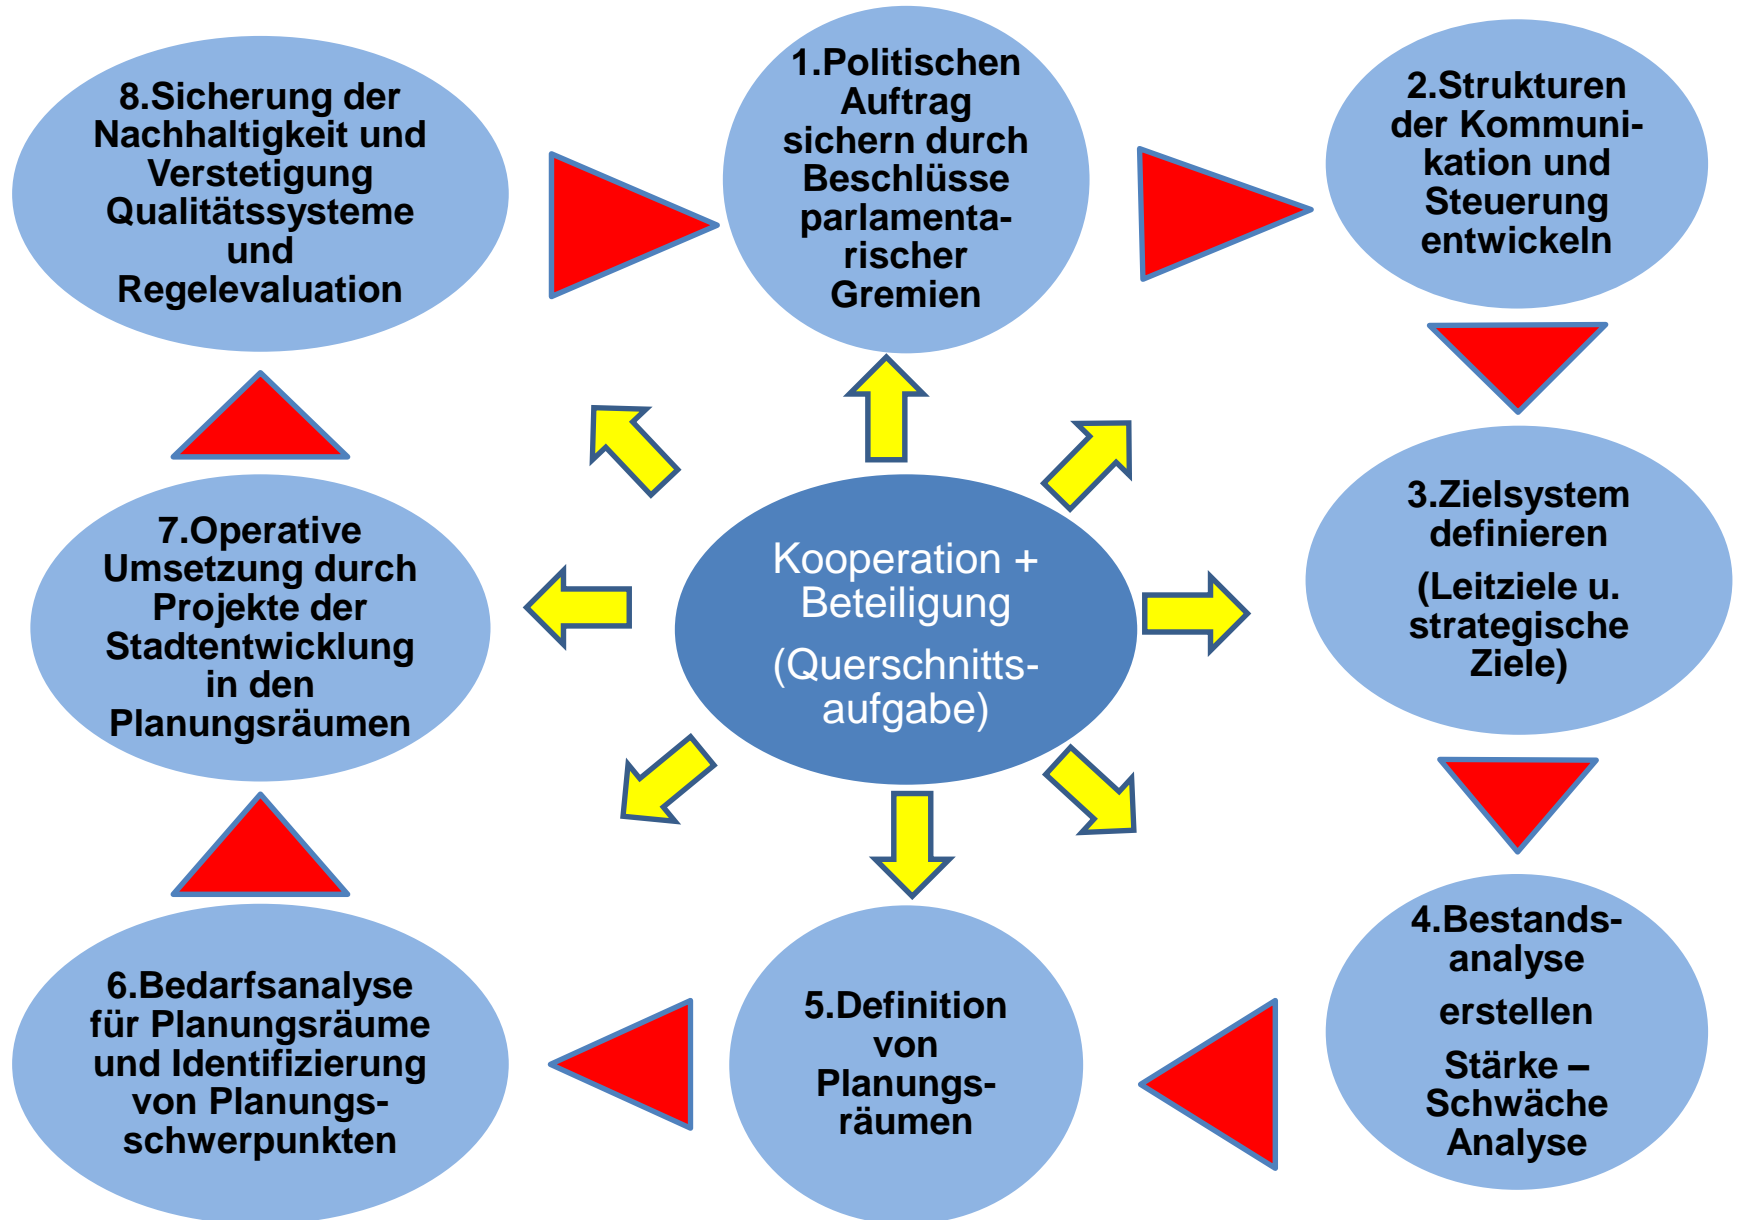 1.Politischen
Auftrag
sichern durch
Beschlüsse
parlamenta-
rischer
Gremien
2.Strukturen
der Kommuni-
kation und
Steuerung
entwickeln
3.Zielsystem
definieren
(Leitziele u.
strategische
Ziele)
4.Bestands-
analyse
erstellen
Stärke –
Schwäche
Analyse
5.Definition
von
Planungs-
räumen
6.Bedarfsanalyse
für Planungsräume
und Identifizierung
von Planungs-
schwerpunkten
7.Operative
Umsetzung durch
Projekte der
Stadtentwicklung
in den
Planungsräumen
8.Sicherung der
Nachhaltigkeit und
Verstetigung
Qualitätssysteme
und
Regelevaluation
Kooperation +
Beteiligung
(Querschnitts-
aufgabe)